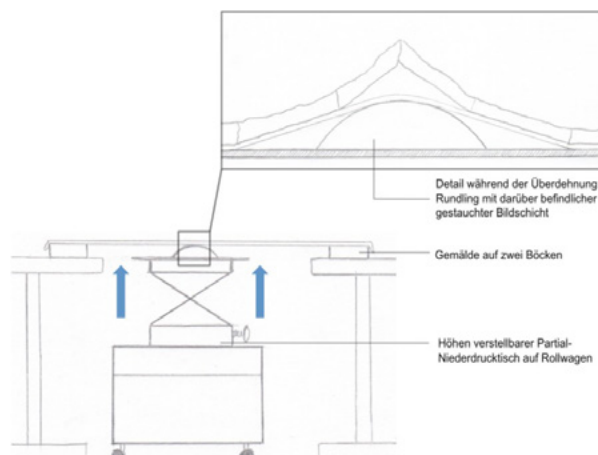 Detail während der Überdehnung
Rundling mit darüber befindlicher
gestauchter Bildschicht
Gemälde auf zwei Böcken
Höhen verstellbarer Partial-
Niederdrucktisch auf Rollwagen